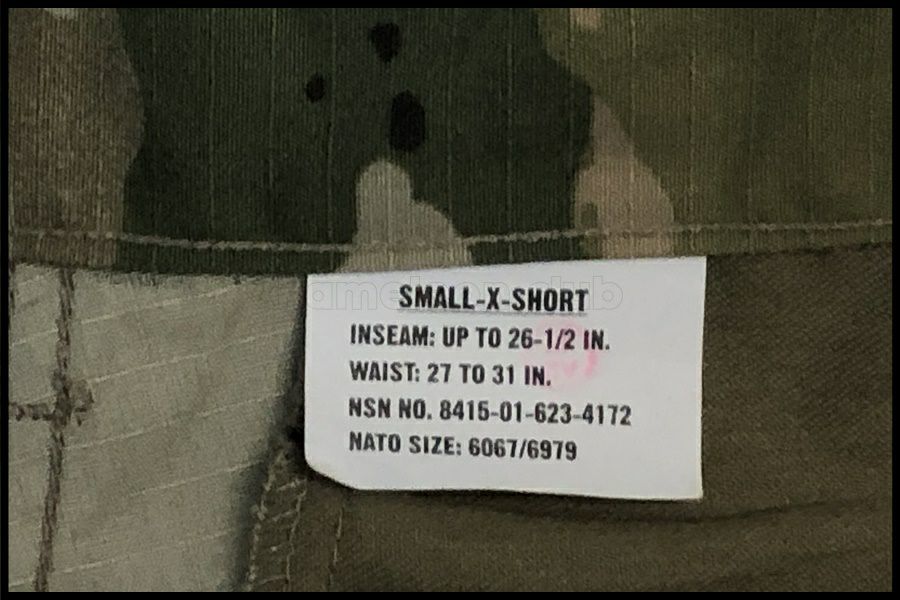 SMALL-X-SHORT
INSEAM: UP TO 26-1/2 IN.
WAIST: 27 TO 31 IN.
NSN NO. 8415-01-623-4172
NATO SIZE: 6067/6979